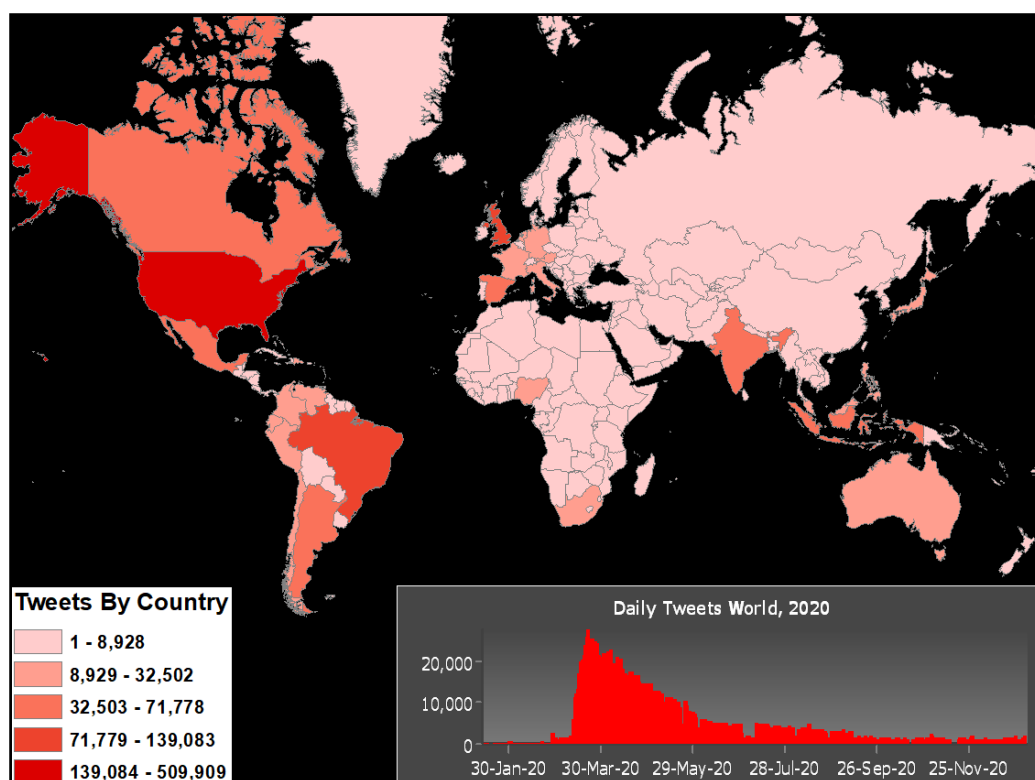 Tweets By Country
1 - 8,928
8,929 - 32,502
32,503 - 71,778
71,779 - 139,083
139,084 - 509,909
Daily Tweets World, 2020
20,000
10,000
0
30-Jan-20 30-Mar-20 29-May-20 28-Jul-20 26-Sep-20 25-Nov-20